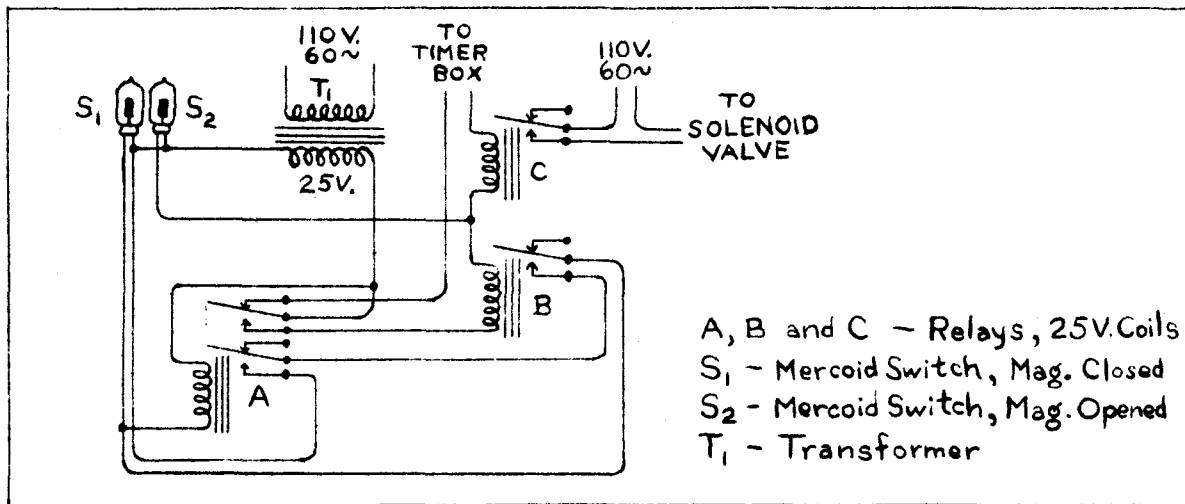 110V.
60~
TO
TIMER
BOX
110V.
60~
TO
SOLENOID
VALVE
S₁
S₂
T₁
25V.
C
B
A
A, B and C – Relays, 25V. Coils
S₁ – Mercoid Switch, Mag. Closed
S₂ – Mercoid Switch, Mag. Opened
T₁ – Transformer